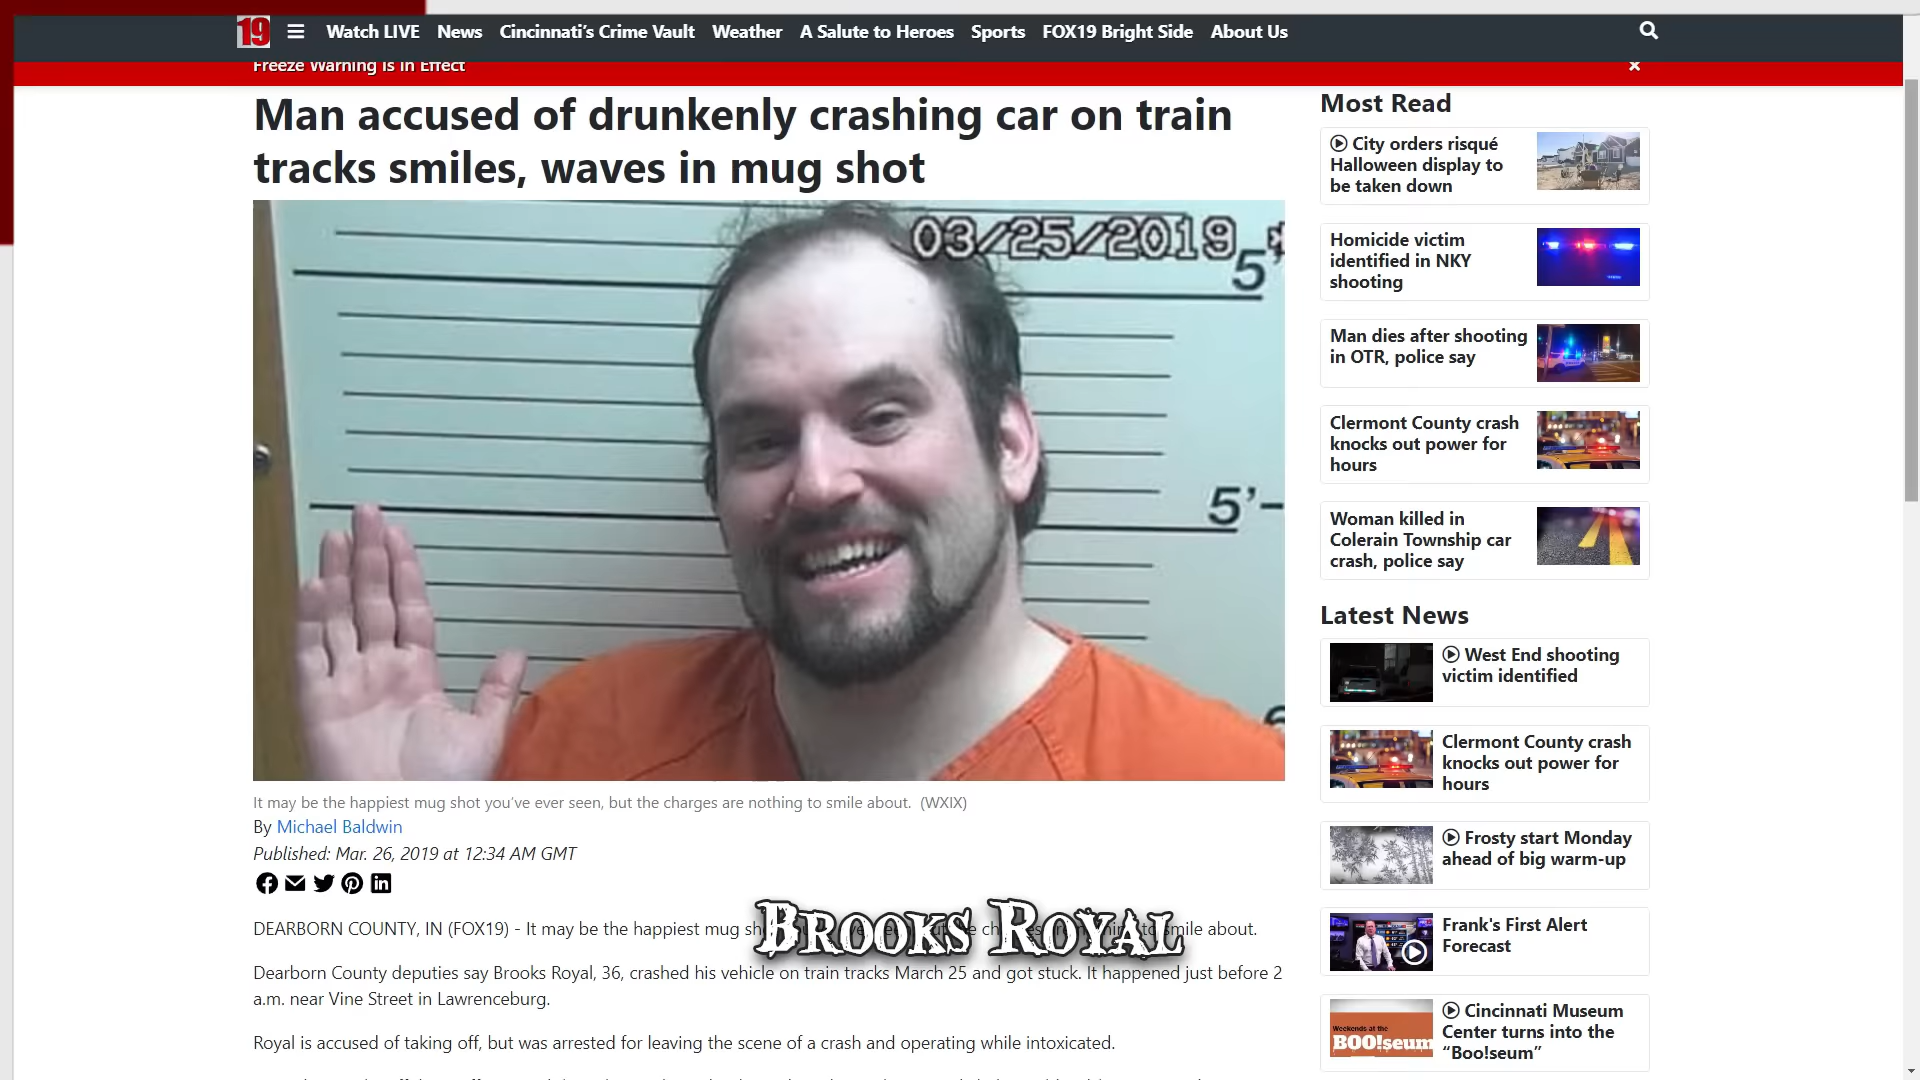 19 Watch LIVE News Cincinnati's Crime Vault Weather A Salute to Heroes Sports FOX19 Bright Side About Us
Freeze Warning Is In Effect
Man accused of drunkenly crashing car on train
tracks smiles, waves in mug shot
03/25/2019
5'
5'-
It may be the happiest mug shot you've ever seen, but the charges are nothing to smile about. (WXIX)
By Michael Baldwin
Published: Mar. 26, 2019 at 12:34 AM GMT
DEARBORN COUNTY, IN (FOX19) - It may be the happiest mug smile about.
BROOKS ROYAL
Dearborn County deputies say Brooks Royal, 36, crashed his vehicle on train tracks March 25 and got stuck. It happened just before 2
a.m. near Vine Street in Lawrenceburg.
Royal is accused of taking off, but was arrested for leaving the scene of a crash and operating while intoxicated.
Most Read
City orders risqué
Halloween display to
be taken down
Homicide victim
identified in NKY
shooting
Man dies after shooting
in OTR, police say
Clermont County crash
knocks out power for
hours
Woman killed in
Colerain Township car
crash, police say
Latest News
West End shooting
victim identified
Clermont County crash
knocks out power for
hours
Frosty start Monday
ahead of big warm-up
Frank's First Alert
Forecast
Weekends at the
BOO!seum
Cincinnati Museum
Center turns into the
“Boo!seum”